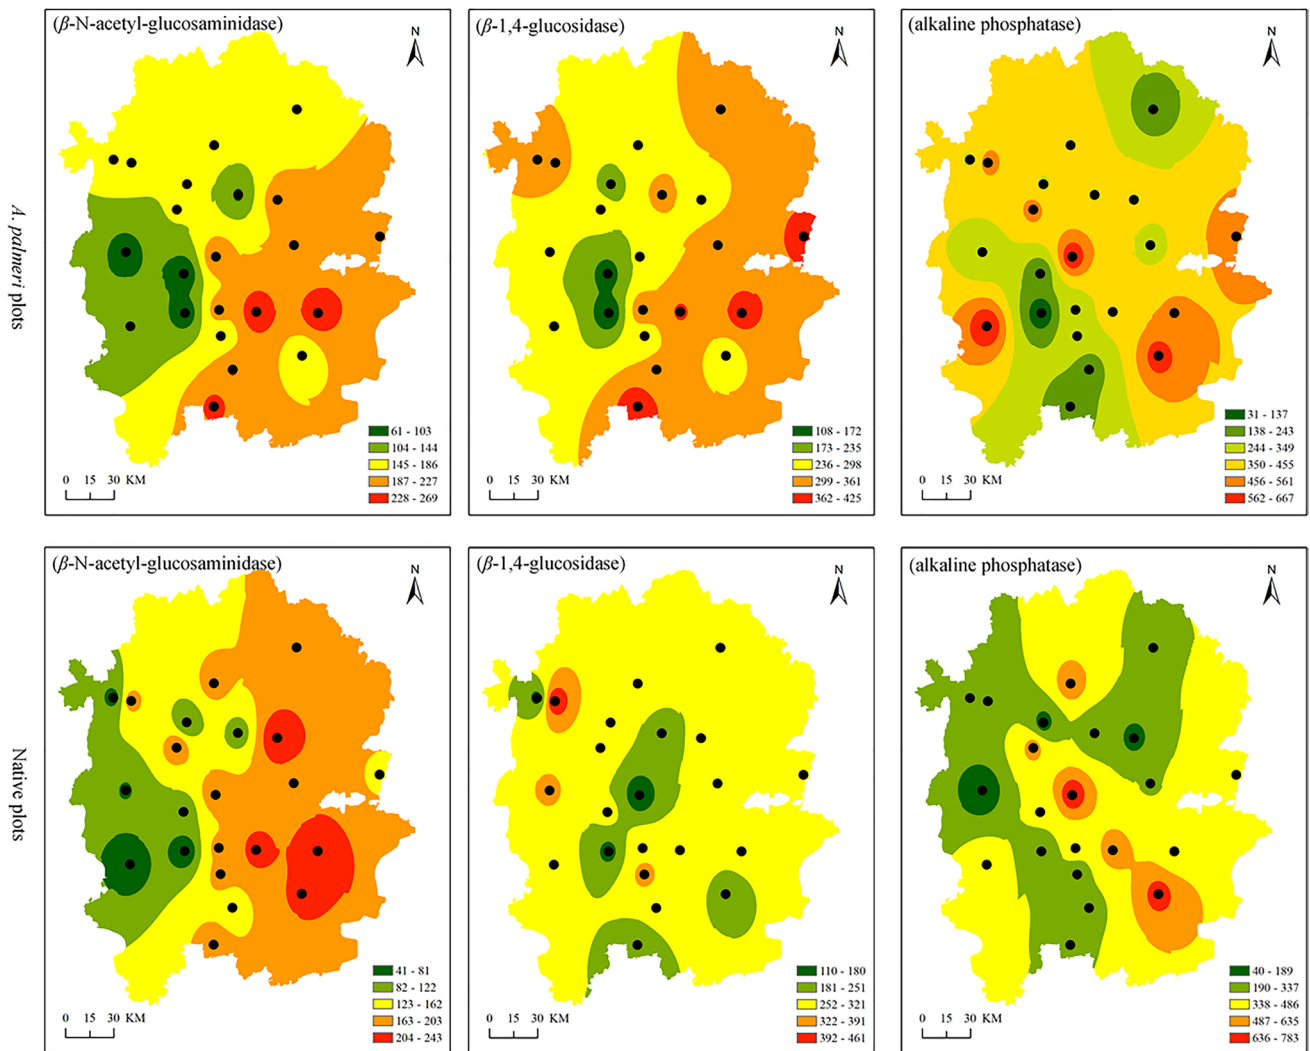 (β-N-acetyl-glucosaminidase)
N
61 - 103
104 - 144
145 - 186
187 - 227
228 - 269
0 15 30 KM
(β-1,4-glucosidase)
N
108 - 172
173 - 235
236 - 298
299 - 361
362 - 425
0 15 30 KM
(alkaline phosphatase)
N
31 - 137
138 - 243
244 - 349
350 - 455
456 - 561
562 - 667
0 15 30 KM
A. palmeri plots
(β-N-acetyl-glucosaminidase)
N
41 - 81
82 - 122
123 - 162
163 - 203
204 - 243
0 15 30 KM
(β-1,4-glucosidase)
N
110 - 180
181 - 251
252 - 321
322 - 391
392 - 461
0 15 30 KM
(alkaline phosphatase)
N
40 - 189
190 - 337
338 - 486
487 - 635
636 - 783
0 15 30 KM
Native plots